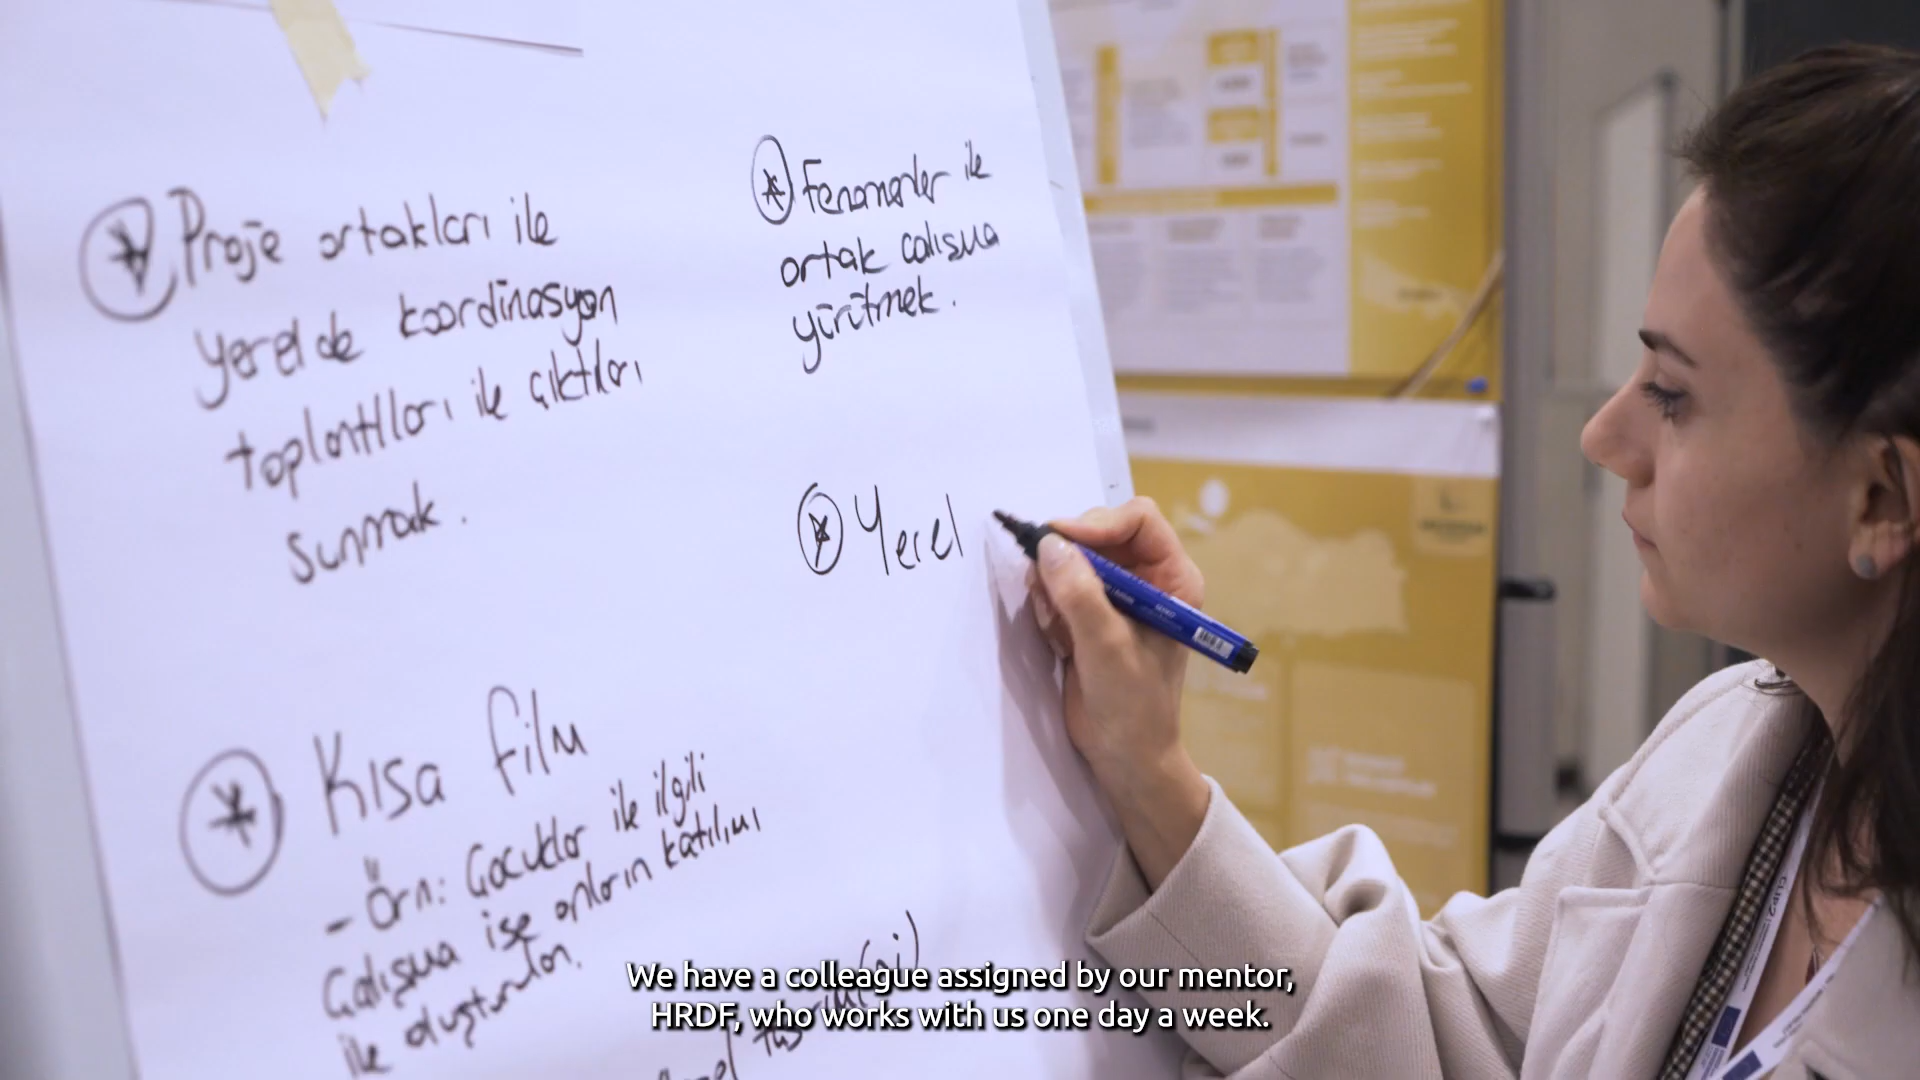 Proje ortakları ile
yerelde koordinasyon
toplantıları ile çıktıları
sunmak.
Fenomenler ile
ortak calışma
yürütmek.
Yerel
Kısa film
- Örn: Çocuklar ile ilgili
Çalışma ise onların katılımı
ile oluşturulan.
We have a colleague assigned by our mentor,
HRDF, who works with us one day a week.